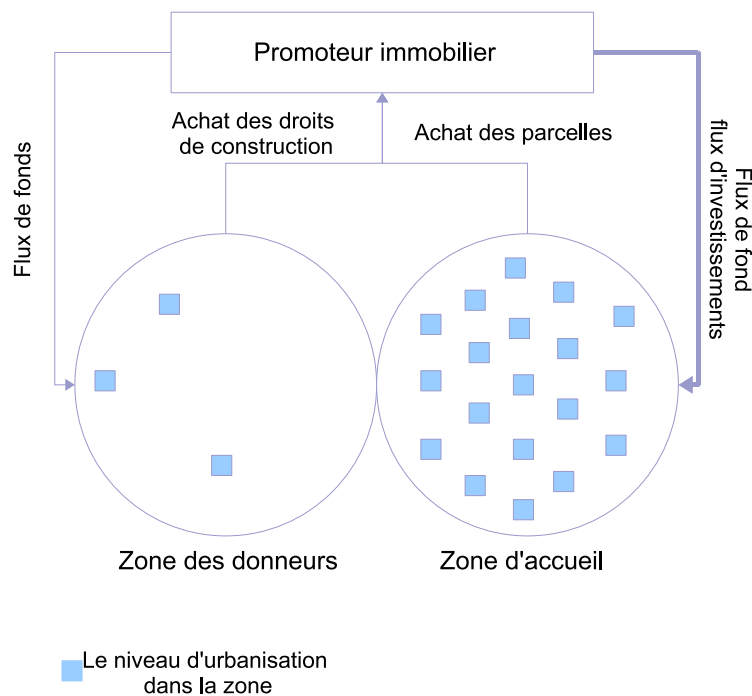 Promoteur immobilier
Achat des droits
de construction
Achat des parcelles
Flux de fonds
Flux de fond
flux d'investissements
Zone des donneurs
Zone d'accueil
Le niveau d'urbanisation
dans la zone